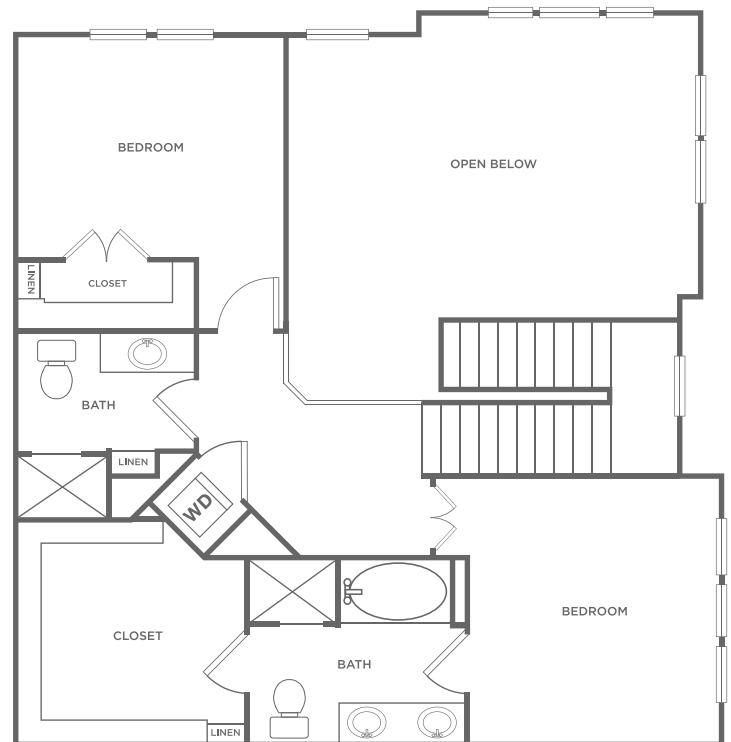 BEDROOM
OPEN BELOW
LINEN
CLOSET
BATH
LINEN
WD
BEDROOM
CLOSET
BATH
LINEN